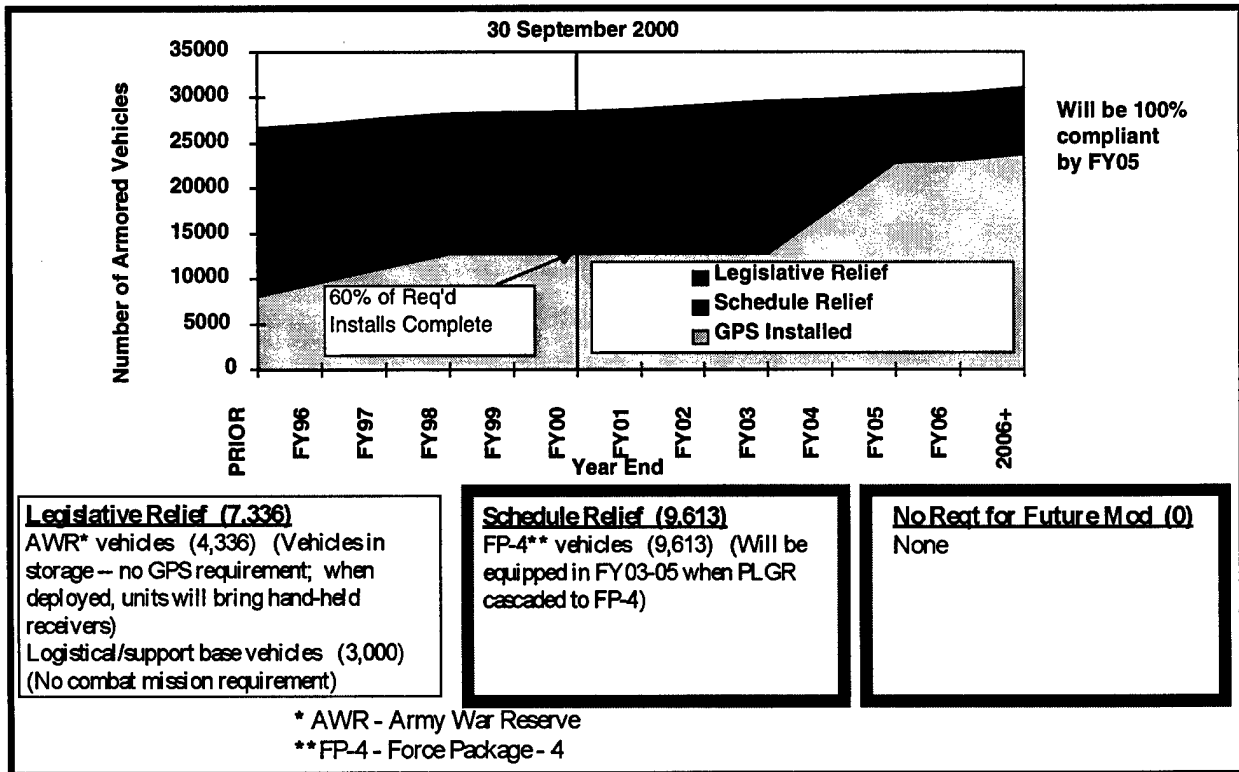 30 September 2000
35000
30000
25000
20000
15000
10000
5000
0
Number of Armored Vehicles
Will be 100%
compliant
by FY05
60% of Req'd
Installs Complete
Legislative Relief
Schedule Relief
GPS Installed
PRIOR
FY96
FY97
FY98
FY99
FY00
FY01
FY02
FY03
FY04
FY05
FY06
2006+
Year End
Legislative Relief (7,336)
AWR* vehicles (4,336) (Vehicles in
storage -- no GPS requirement; when
deployed, units will bring hand-held
receivers)
Logistical/support base vehicles (3,000)
(No combat mission requirement)
Schedule Relief (9,613)
FP-4** vehicles (9,613) (Will be
equipped in FY03-05 when PLGR
cascaded to FP-4)
No Reqt for Future Mod (0)
None
* AWR - Army War Reserve
**FP-4 - Force Package - 4